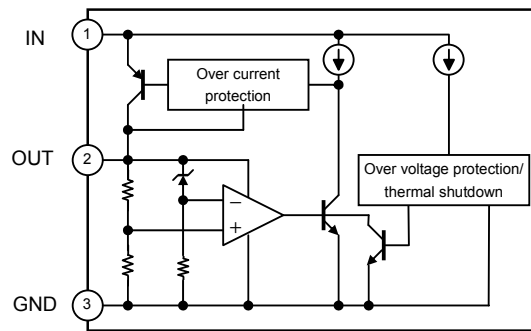 IN
1
Over current
protection
OUT
2
Over voltage protection/
thermal shutdown
−
+
GND
3